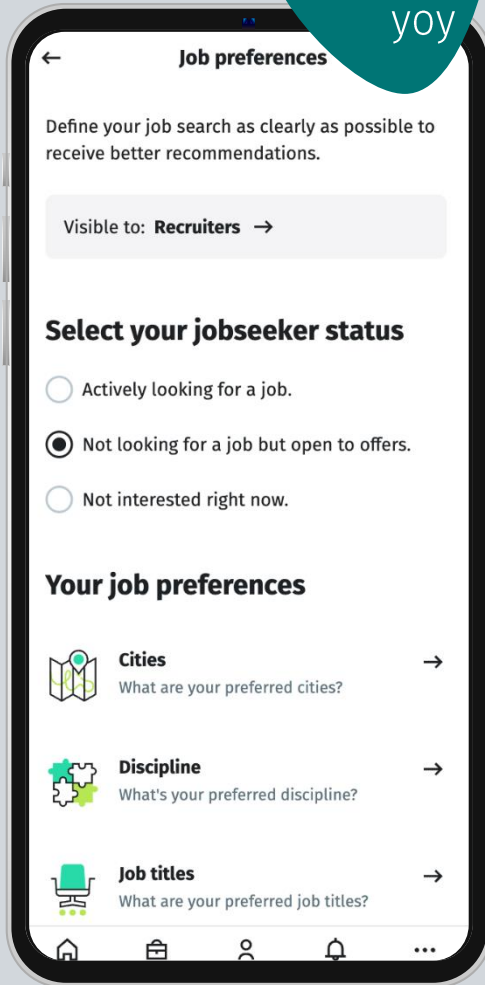 yoy
Job preferences
Define your job search as clearly as possible to
receive better recommendations.
Visible to: Recruiters →
Select your jobseeker status
Actively looking for a job.
Not looking for a job but open to offers.
Not interested right now.
Your job preferences
Cities
What are your preferred cities?
Discipline
What's your preferred discipline?
Job titles
What are your preferred job titles?